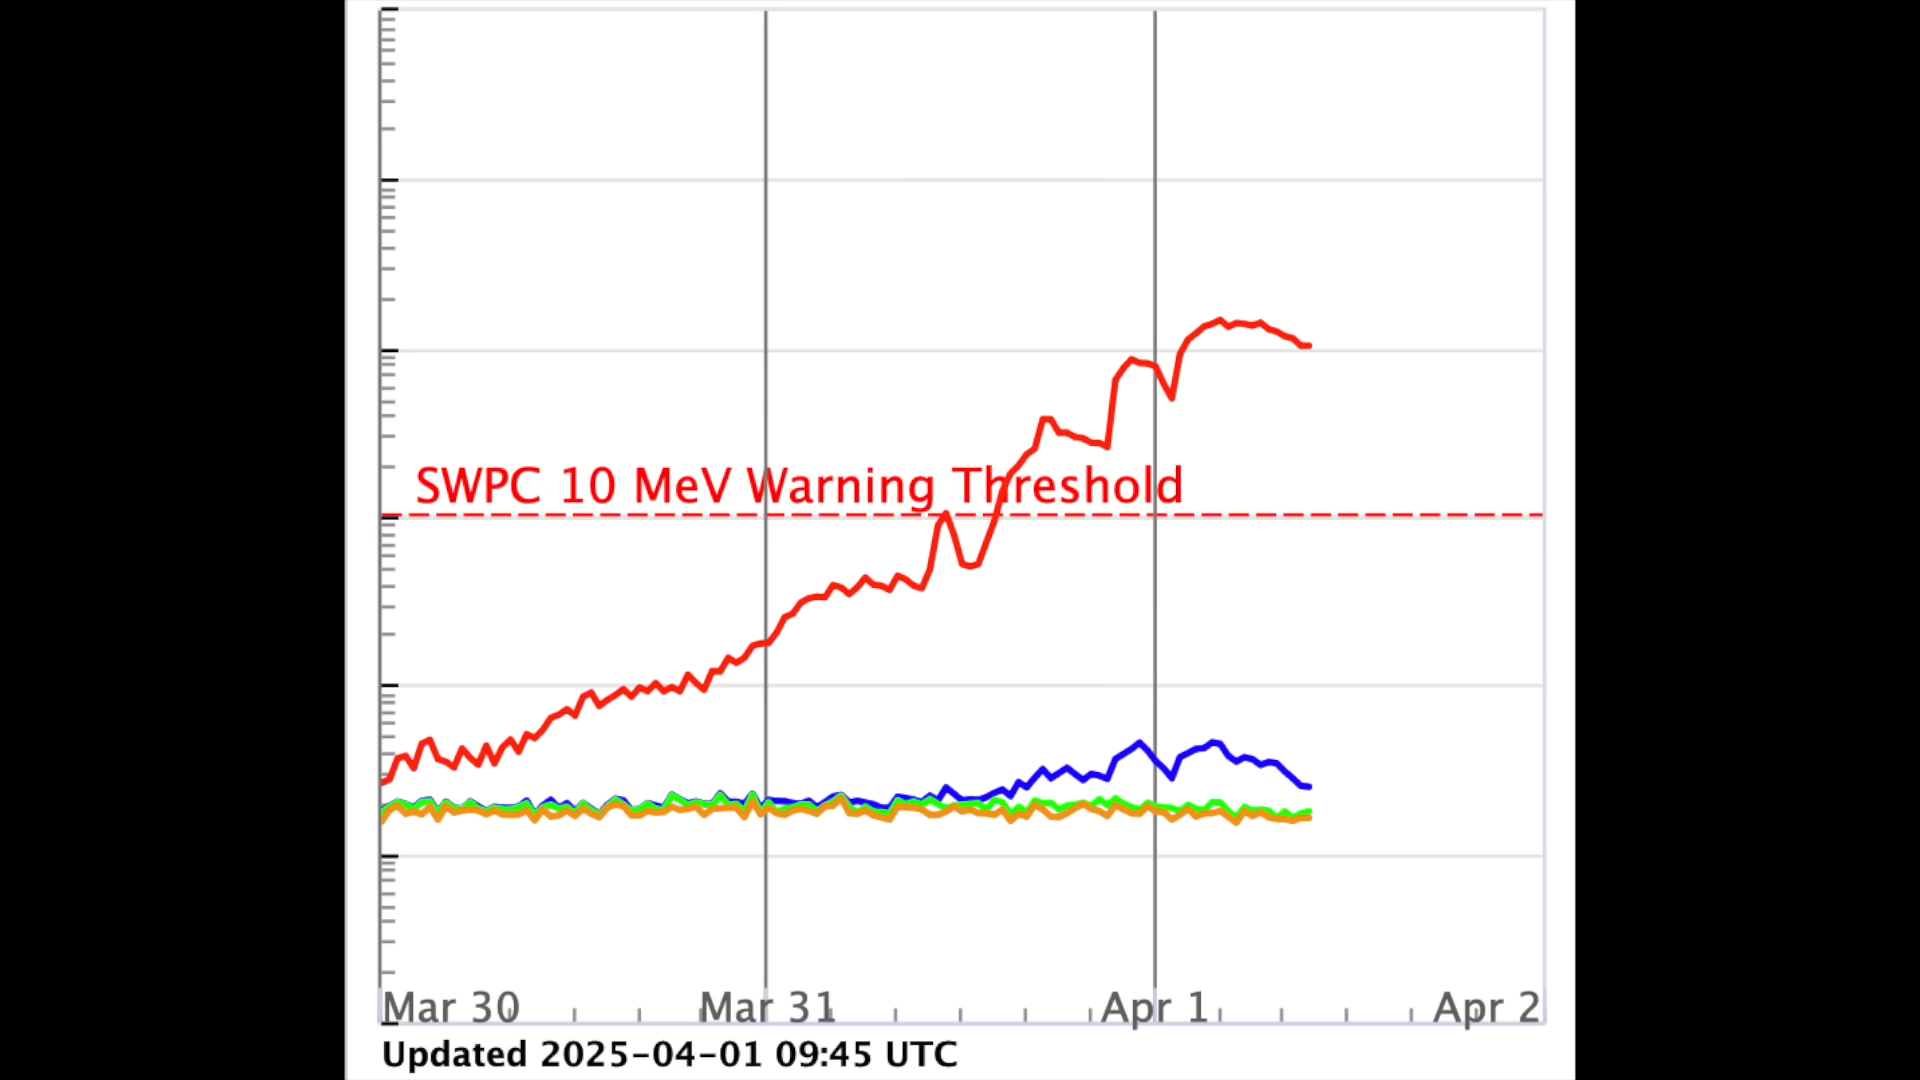 SWPC 10 MeV Warning Threshold
Mar 30 Mar 31 Apr 1 Apr 2
Updated 2025-04-01 09:45 UTC